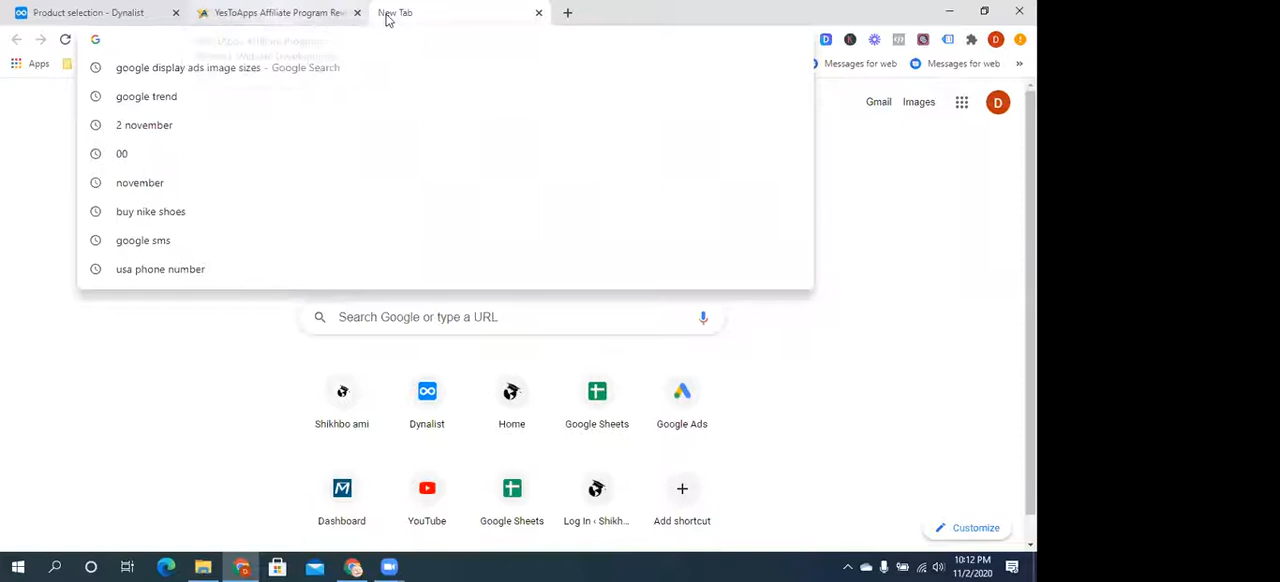 Product selection - Dynalist
YesToApps Affiliate Program Rev
New Tab
Apps
Messages for web
Messages for web
google display ads image sizes - Google Search
google trend
2 november
00
november
buy nike shoes
google sms
usa phone number
Gmail
Images
D
Search Google or type a URL
Shikhbo ami
Dynalist
Home
Google Sheets
Google Ads
Dashboard
YouTube
Google Sheets
Log In ‹ Shikh...
Add shortcut
Customize
10:12 PM
11/2/2020